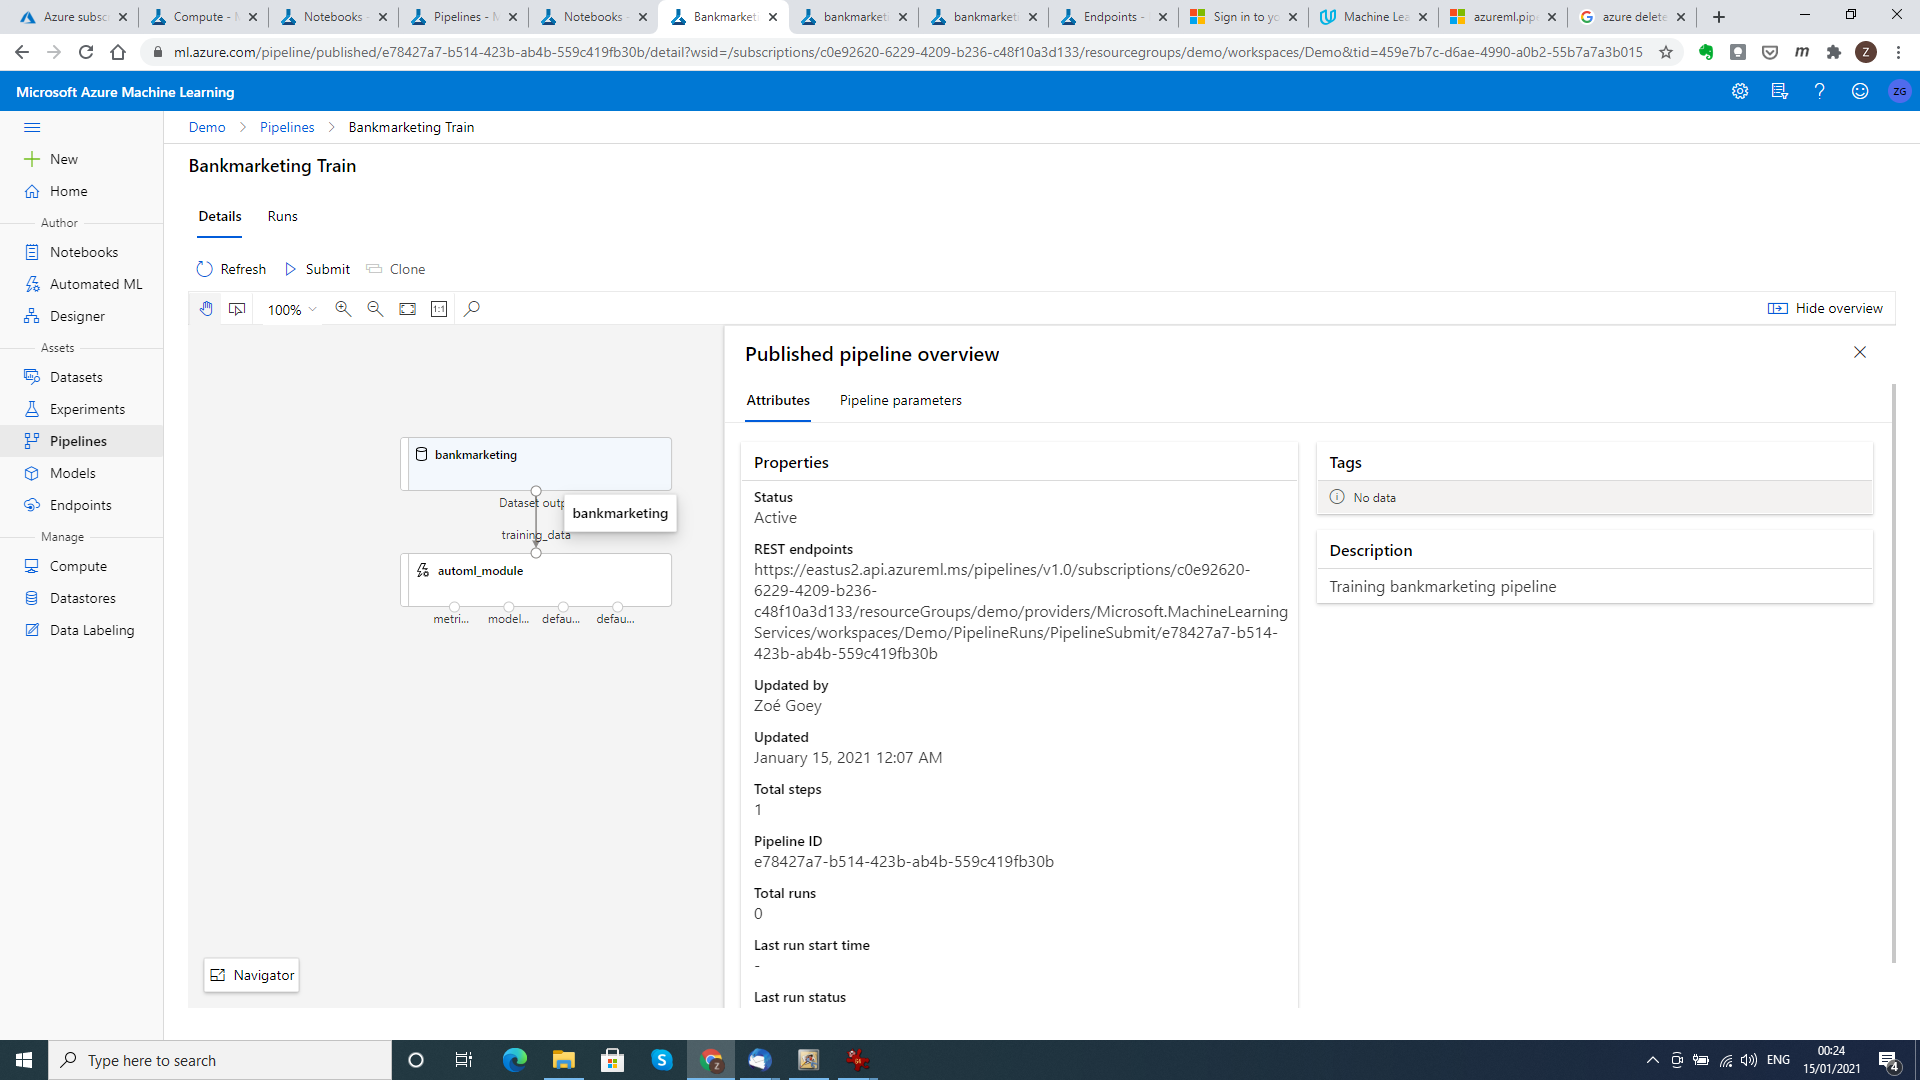 Azure subsc
Compute - M
Notebooks -
Pipelines - M
Notebooks -
Bankmarketi
bankmarketi
bankmarketi
Endpoints -
Sign in to yo
Machine Lea
azureml.pipe
azure delete
ml.azure.com/pipeline/published/e78427a7-b514-423b-ab4b-559c419fb30b/detail?wsid=/subscriptions/c0e92620-6229-4209-b236-c48f10a3d133/resourcegroups/demo/workspaces/Demo&tid=459e7b7c-d6ae-4990-a0b2-55b7a7a3b015
m
Z
Microsoft Azure Machine Learning
ZG
New
Home
Author
Notebooks
Automated ML
Designer
Assets
Datasets
Experiments
Pipelines
Models
Endpoints
Manage
Compute
Datastores
Data Labeling
Demo > Pipelines > Bankmarketing Train
Bankmarketing Train
Details Runs
Refresh Submit Clone
100%
1:1
Hide overview
bankmarketing
Dataset outp
bankmarketing
training_data
automl_module
metri... model... defau... defau...
Navigator
Published pipeline overview
Attributes Pipeline parameters
Properties
Status
Active
REST endpoints
https://eastus2.api.azureml.ms/pipelines/v1.0/subscriptions/c0e92620-
6229-4209-b236-
c48f10a3d133/resourceGroups/demo/providers/Microsoft.MachineLearning
Services/workspaces/Demo/PipelineRuns/PipelineSubmit/e78427a7-b514-
423b-ab4b-559c419fb30b
Updated by
Zoé Goey
Updated
January 15, 2021 12:07 AM
Total steps
1
Pipeline ID
e78427a7-b514-423b-ab4b-559c419fb30b
Total runs
0
Last run start time
-
Last run status
Tags
No data
Description
Training bankmarketing pipeline
Type here to search
ENG
00:24
15/01/2021
4